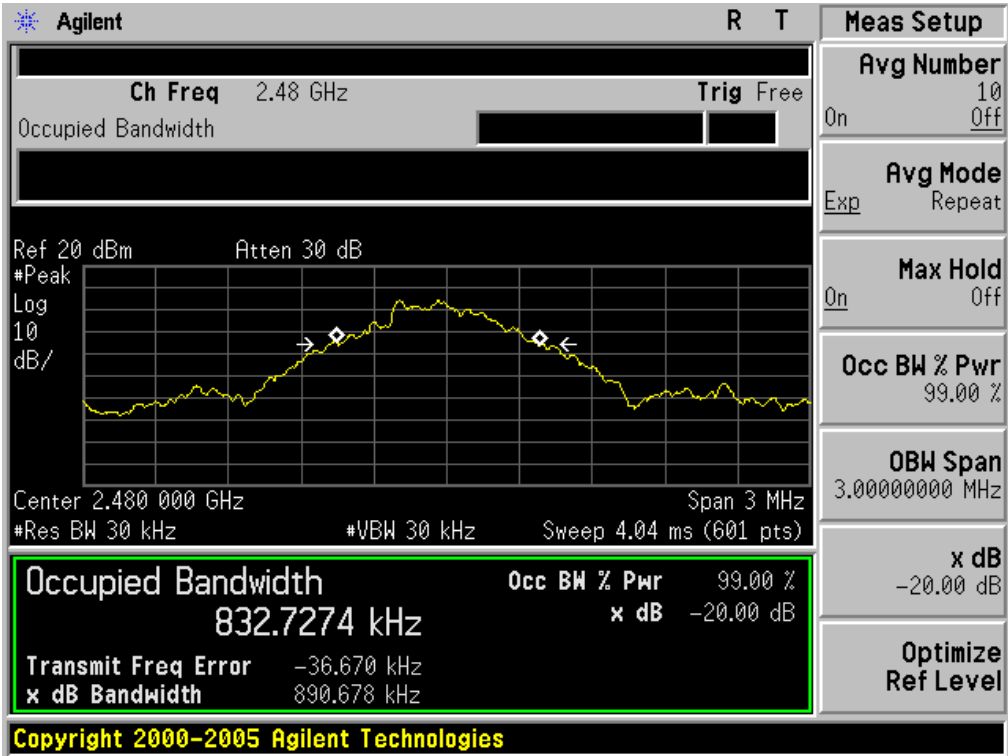 Agilent R T
Ch Freq 2.48 GHz Trig Free
Occupied Bandwidth
Ref 20 dBm Atten 30 dB
#Peak
Log
10
dB/
Center 2.480 000 GHz Span 3 MHz
#Res BW 30 kHz #VBW 30 kHz Sweep 4.04 ms (601 pts)
Occupied Bandwidth
832.7274 kHz
Occ BW % Pwr 99.00 %
x dB -20.00 dB
Transmit Freq Error -36.670 kHz
x dB Bandwidth 890.678 kHz
Copyright 2000-2005 Agilent Technologies
Meas Setup
Avg Number
10
On Off
Avg Mode
Exp Repeat
Max Hold
On Off
Occ BW % Pwr
99.00 %
OBW Span
3.00000000 MHz
x dB
-20.00 dB
Optimize
Ref Level